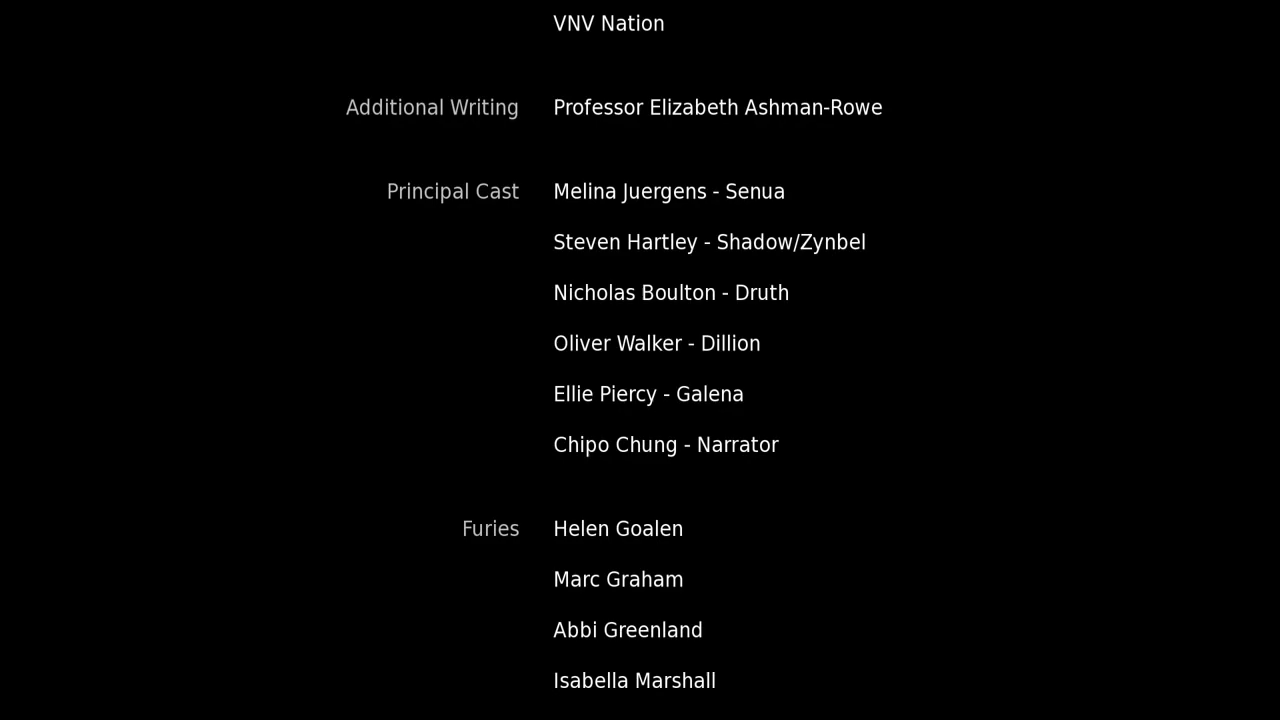 VNV Nation
Additional Writing Professor Elizabeth Ashman-Rowe
Principal Cast Melina Juergens - Senua
Steven Hartley - Shadow/Zynbel
Nicholas Boulton - Druth
Oliver Walker - Dillion
Ellie Piercy - Galena
Chipo Chung - Narrator
Furies Helen Goalen
Marc Graham
Abbi Greenland
Isabella Marshall